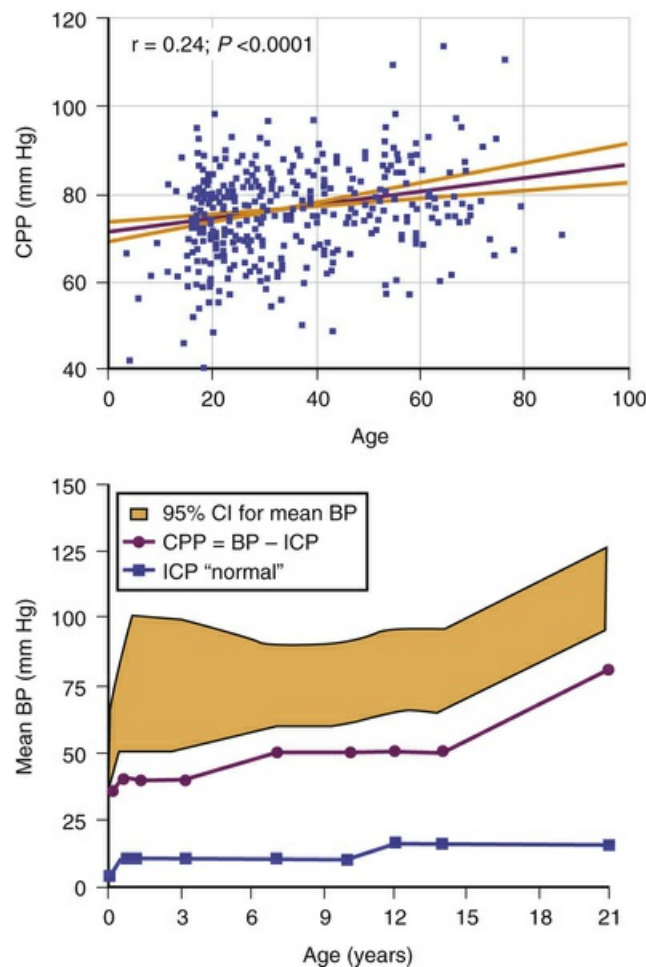 120
r = 0.24; P <0.0001
100
80
60
40
CPP (mm Hg)
0 20 40 60 80 100
Age
150
95% CI for mean BP
CPP = BP – ICP
ICP “normal”
125
100
75
50
25
0
Mean BP (mm Hg)
0 3 6 9 12 15 18 21
Age (years)